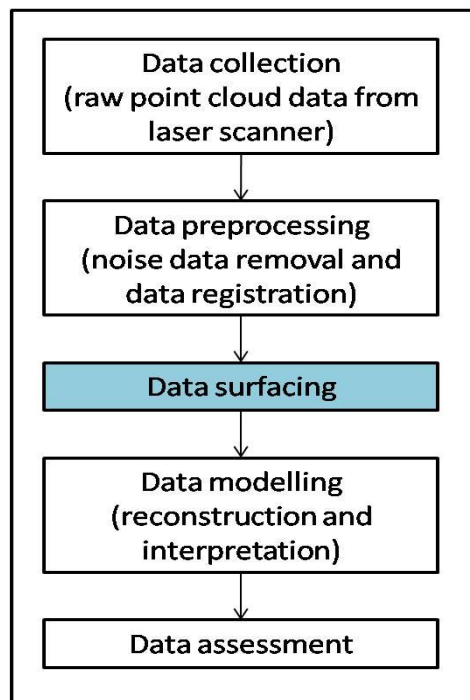 Data collection
(raw point cloud data from
laser scanner)
Data preprocessing
(noise data removal and
data registration)
Data surfacing
Data modelling
(reconstruction and
interpretation)
Data assessment